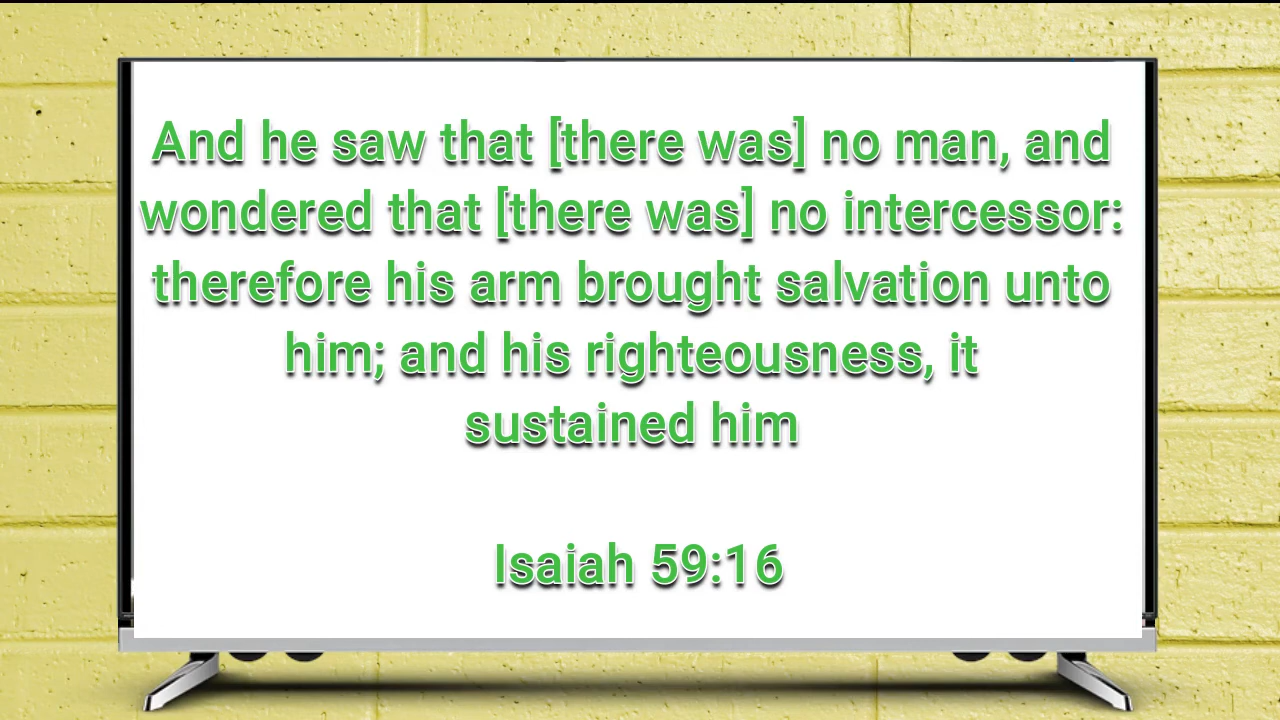 And he saw that [there was] no man, and
wondered that [there was] no intercessor:
therefore his arm brought salvation unto
him; and his righteousness, it
sustained him
Isaiah 59:16